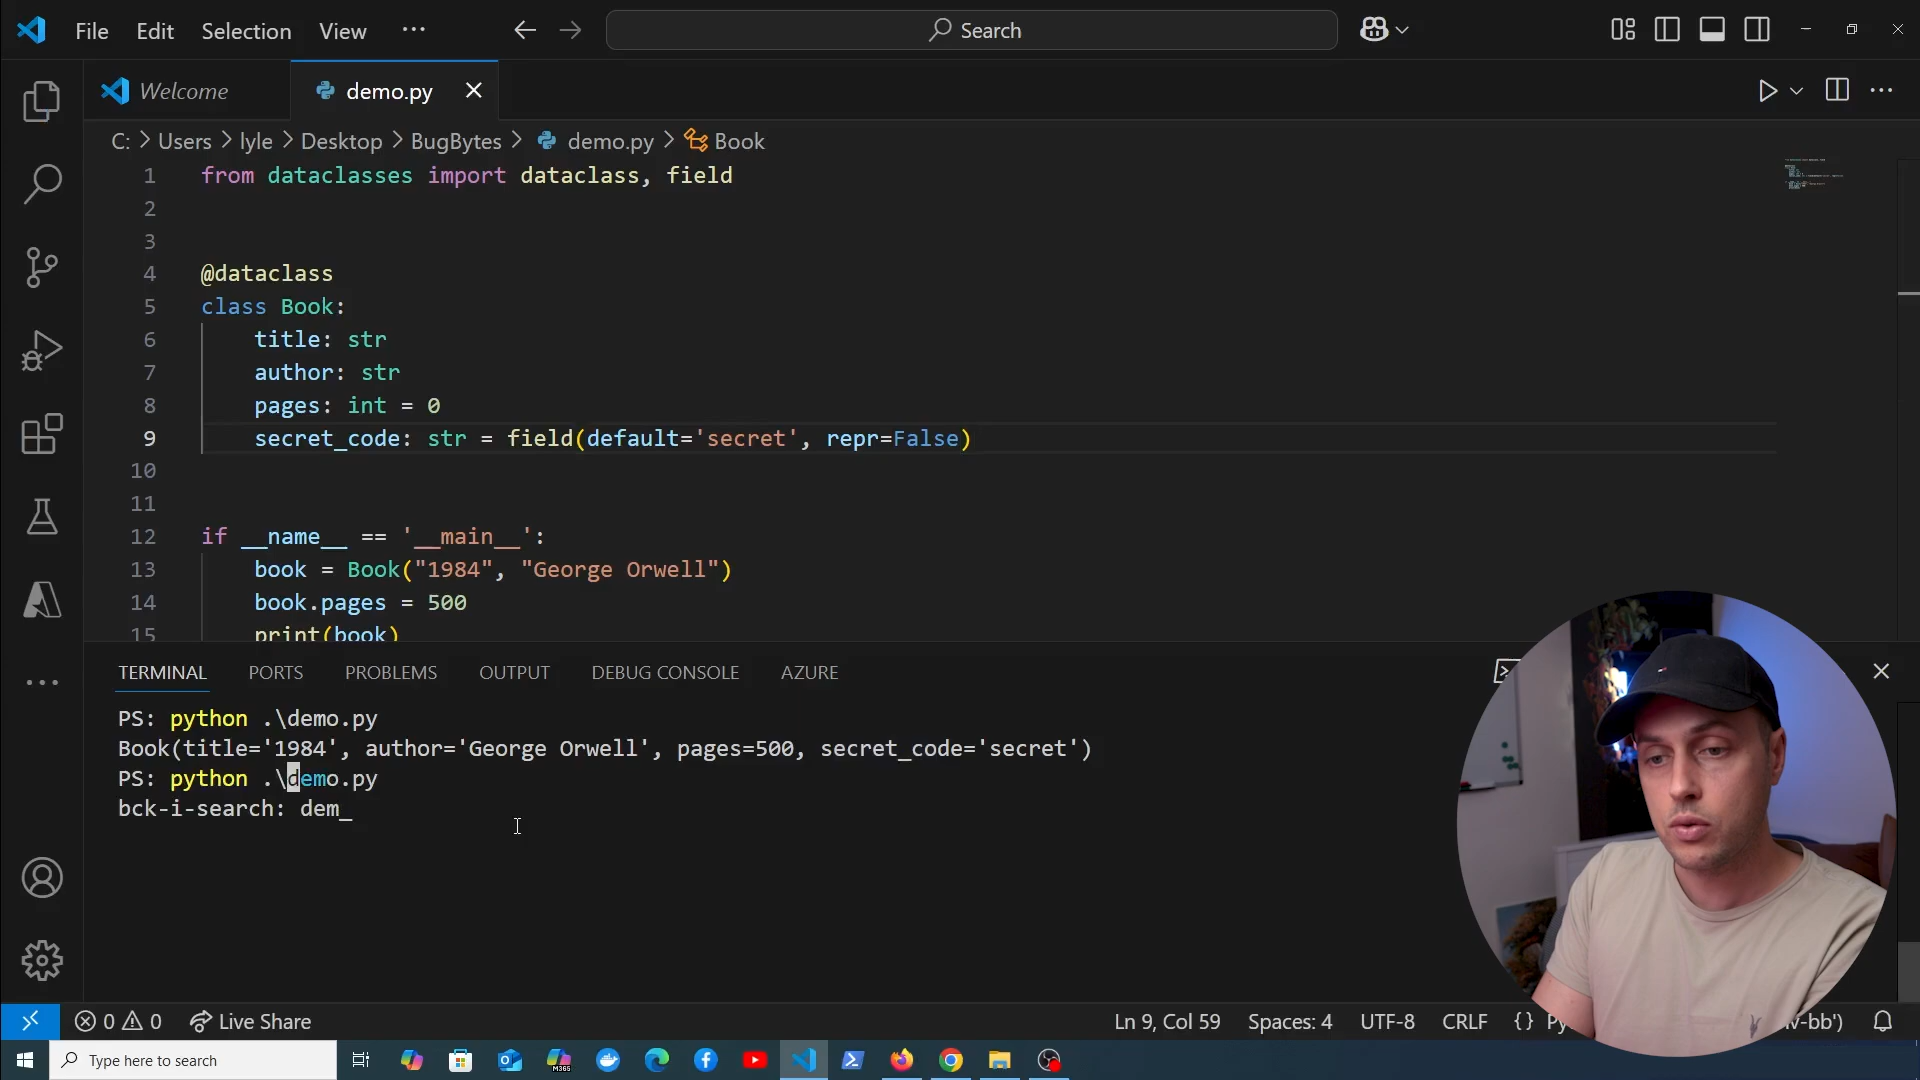 File Edit Selection View ··· Search
Welcome demo.py
C: > Users > lyle > Desktop > BugBytes > demo.py > Book
1 from dataclasses import dataclass, field
2
3
4 @dataclass
5 class Book:
6 title: str
7 author: str
8 pages: int = 0
9 secret_code: str = field(default='secret', repr=False)
10
11
12 if __name__ == '__main__':
13 book = Book("1984", "George Orwell")
14 book.pages = 500
15 print(book)
TERMINAL PORTS PROBLEMS OUTPUT DEBUG CONSOLE AZURE
PS: python .\demo.py
Book(title='1984', author='George Orwell', pages=500, secret_code='secret')
PS: python .\demo.py
bck-i-search: dem_
0 0 Live Share Ln 9, Col 59 Spaces: 4 UTF-8 CRLF {}
Type here to search M365